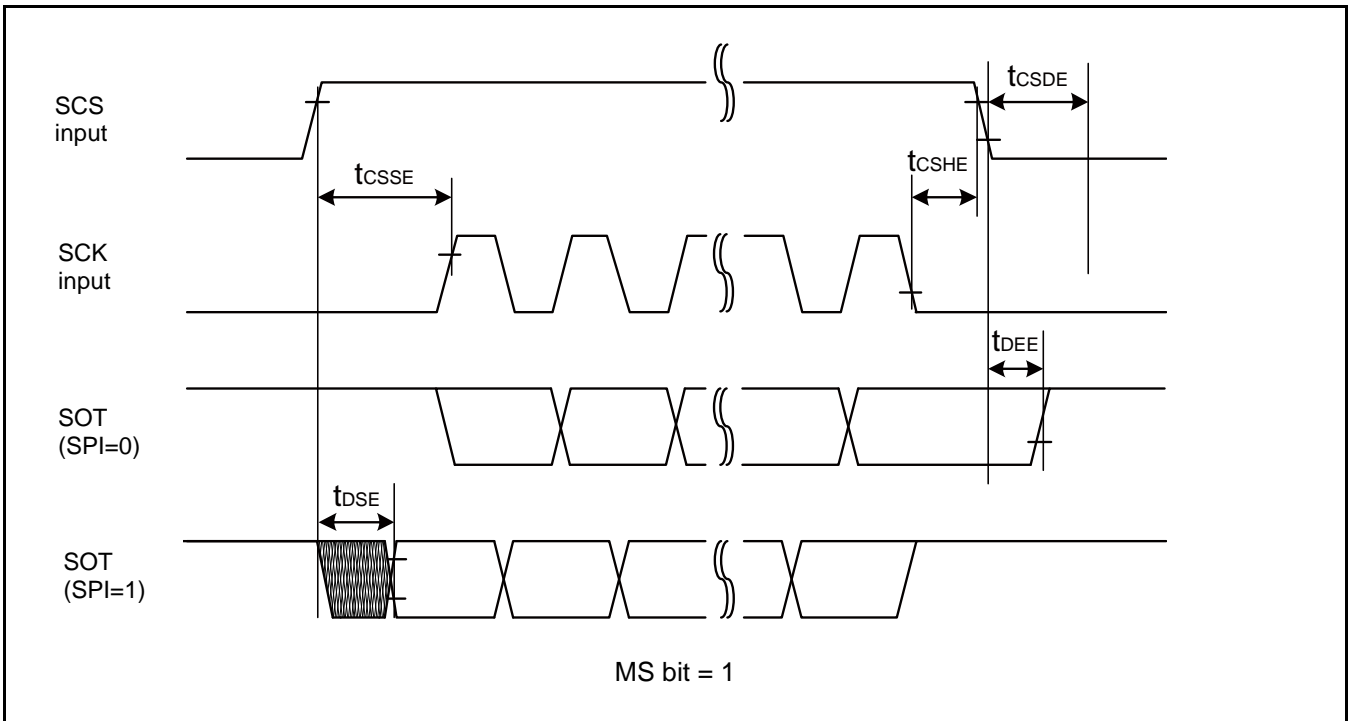 SCS
input
tCSDE
tCSHE
tCSSE
SCK
input
tDEE
SOT
(SPI=0)
tDSE
SOT
(SPI=1)
MS bit = 1